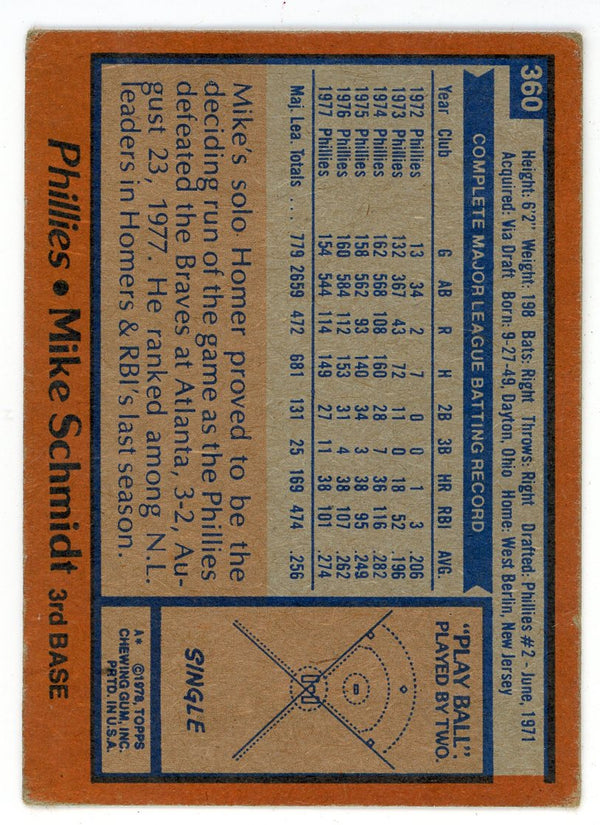 360
Height: 6'2" Weight: 198 Bats: Right Throws: Right Drafted: Phillies #2 - June, 1971
Acquired: Via Draft Born: 9-27-49, Dayton, Ohio Home: West Berlin, New Jersey
COMPLETE MAJOR LEAGUE BATTING RECORD
Year Club G AB R H 2B 3B HR RBI AVG.
1972 Phillies 13 34 2 7 0 0 1 3 .206
1973 Phillies 132 367 43 72 11 0 18 52 .196
1974 Phillies 162 568 108 160 28 7 36 116 .282
1975 Phillies 158 562 93 140 34 3 38 95 .249
1976 Phillies 160 584 112 153 31 4 38 107 .262
1977 Phillies 154 544 114 149 27 11 38 101 .274
Maj. Lea. Totals ... 779 2659 472 681 131 25 169 474 .256
Mike's solo Homer proved to be the
deciding run of the game as the Phillies
defeated the Braves at Atlanta, 3-2, Au-
gust 23, 1977. He ranked among N.L.
leaders in Homers & RBI's last season.
"PLAY BALL"
PLAYED BY TWO.
SINGLE
A* ©1978, TOPPS
CHEWING GUM, INC.
PRTD. IN U.S.A.
Phillies • Mike Schmidt 3rd BASE